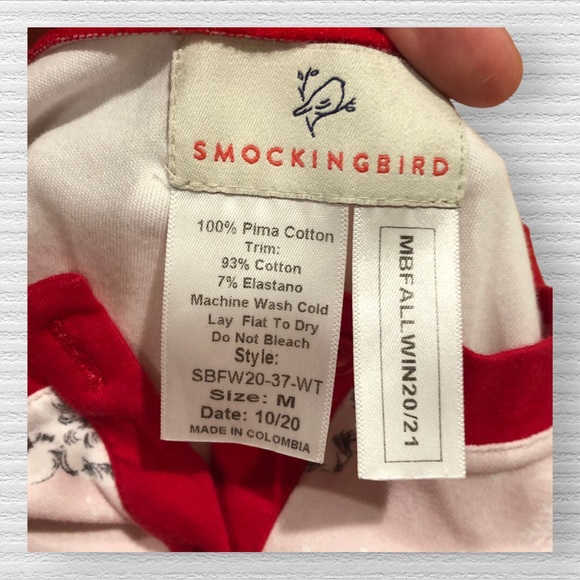 SMOCKINGBIRD
100% Pima Cotton
Trim:
93% Cotton
7% Elastano
Machine Wash Cold
Lay Flat To Dry
Do Not Bleach
Style:
SBFW20-37-WT
Size: M
Date: 10/20
MADE IN COLOMBIA
MBFALLWIN20/21